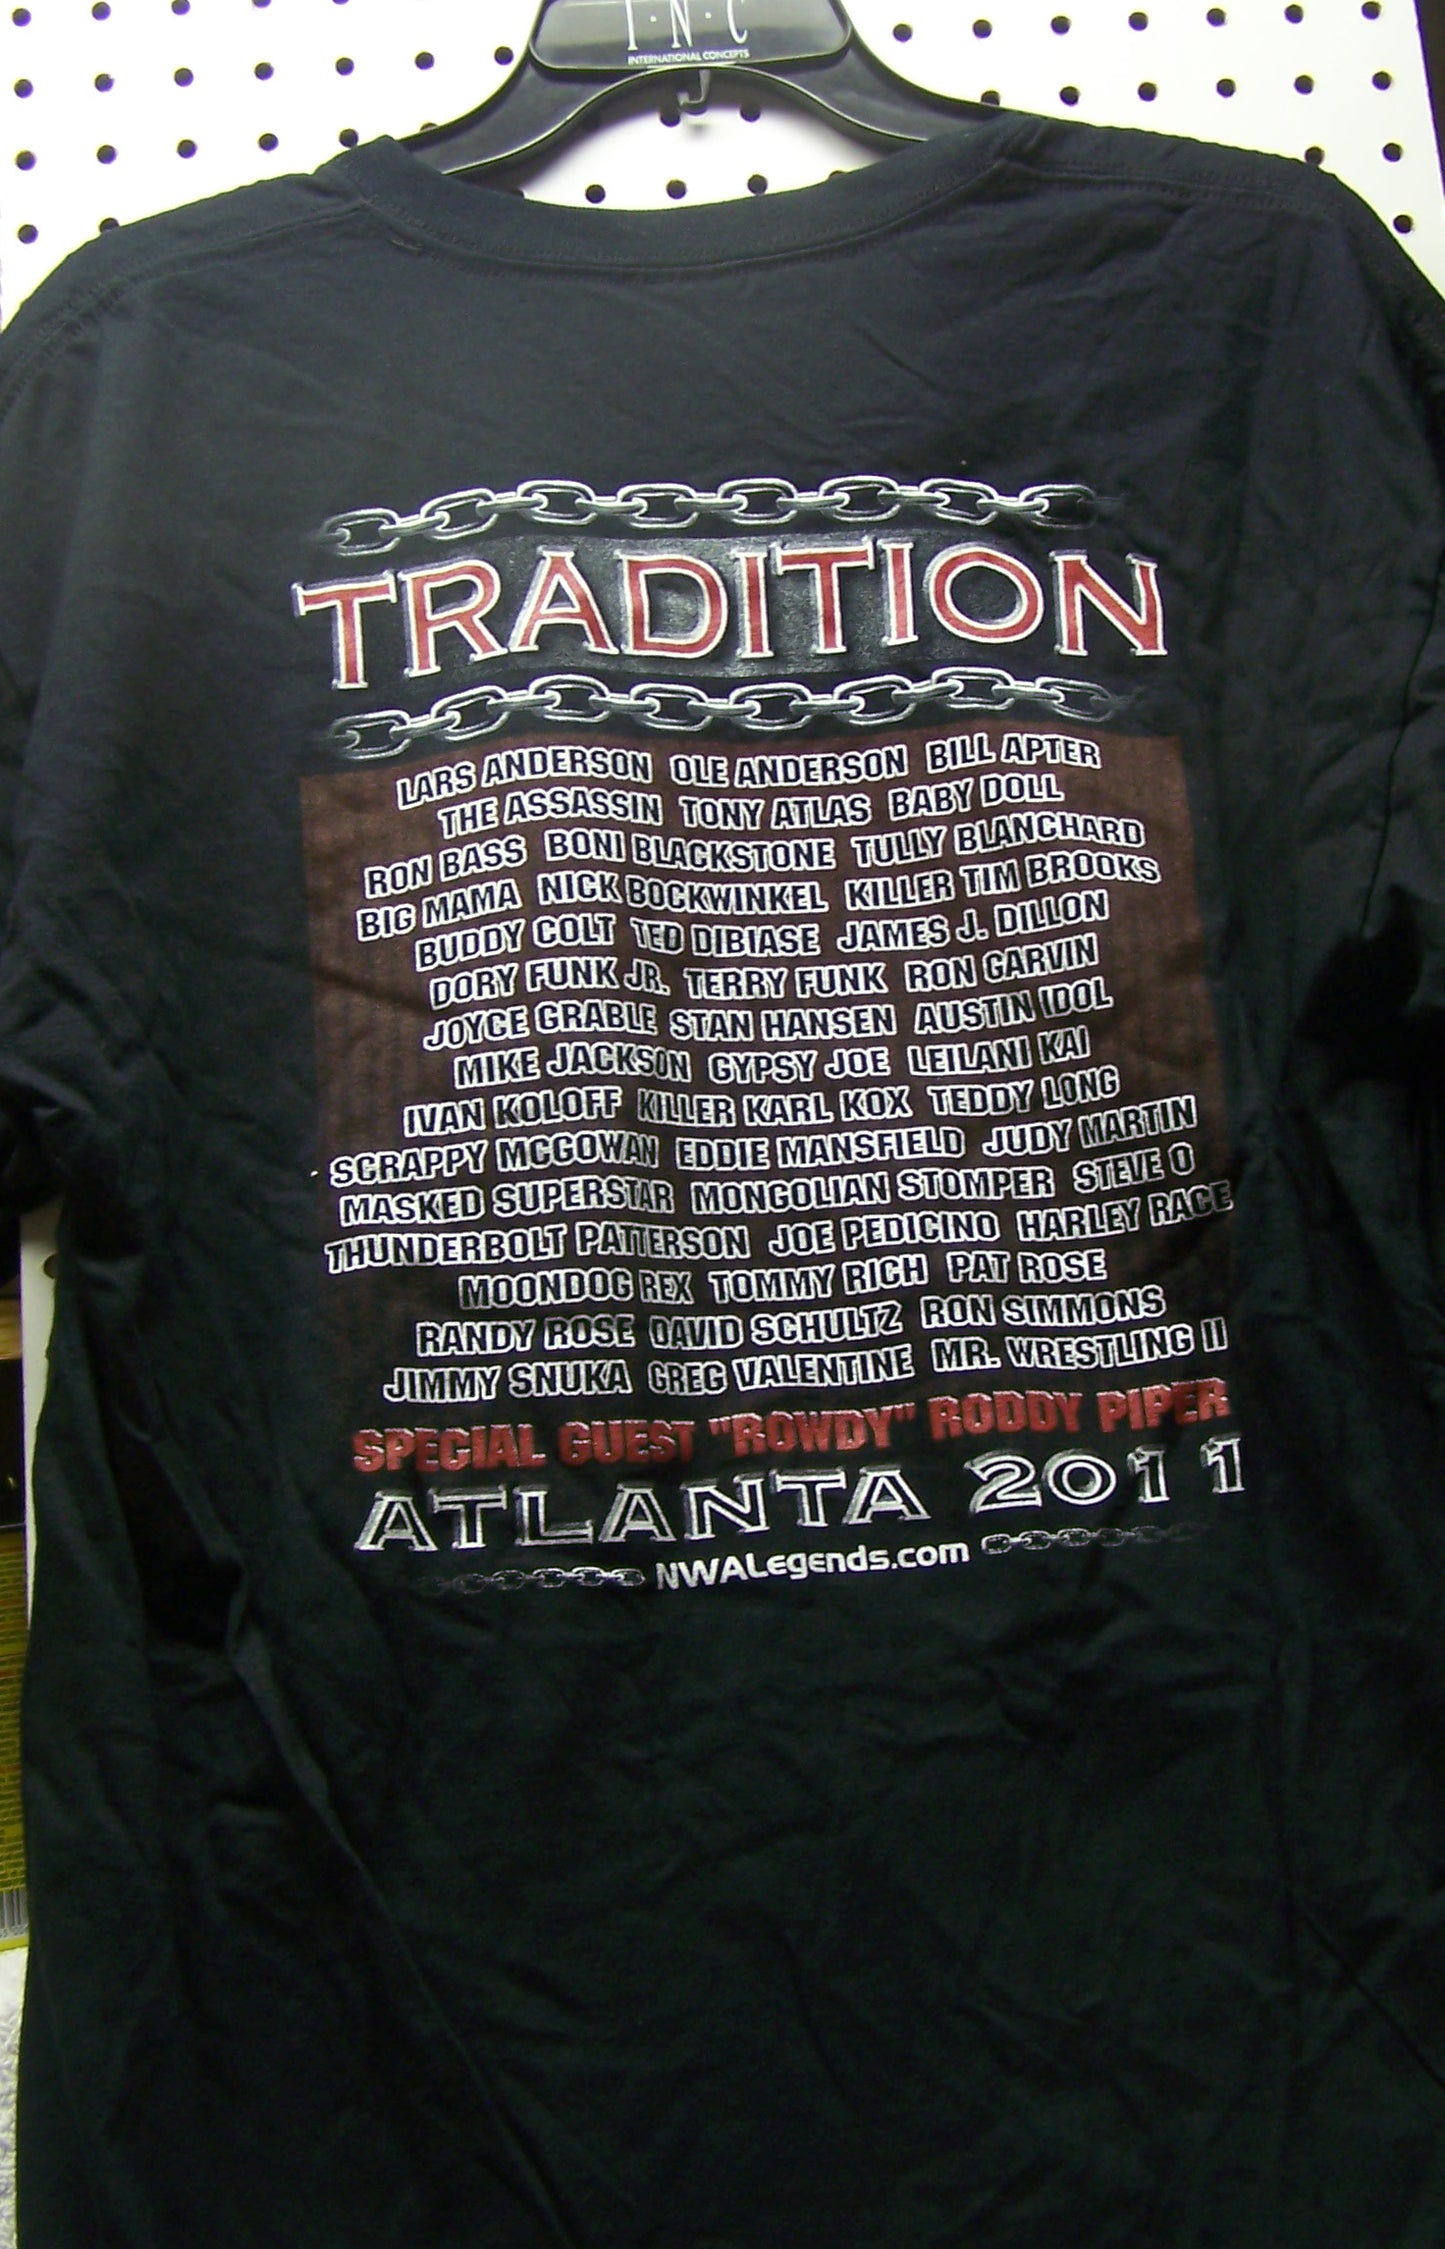 I·N·C
INTERNATIONAL CONCEPTS
TRADITION
LARS ANDERSON OLE ANDERSON BILL APTER
THE ASSASSIN TONY ATLAS BABY DOLL
RON BASS BONI BLACKSTONE TULLY BLANCHARD
BIG MAMA NICK BOCKWINKEL KILLER TIM BROOKS
BUDDY COLT TED DIBIASE JAMES J. DILLON
DORY FUNK JR. TERRY FUNK RON GARVIN
JOYCE GRABLE STAN HANSEN AUSTIN IDOL
MIKE JACKSON GYPSY JOE LEILANI KAI
IVAN KOLOFF KILLER KARL KOX TEDDY LONG
SCRAPPY MCGOWAN EDDIE MANSFIELD JUDY MARTIN
MASKED SUPERSTAR MONGOLIAN STOMPER STEVE O
THUNDERBOLT PATTERSON JOE PEDICINO HARLEY RACE
MOONDOG REX TOMMY RICH PAT ROSE
RANDY ROSE DAVID SCHULTZ RON SIMMONS
JIMMY SNUKA GREG VALENTINE MR. WRESTLING II
SPECIAL GUEST "ROWDY" RODDY PIPER
ATLANTA 2011
NWALegends.com